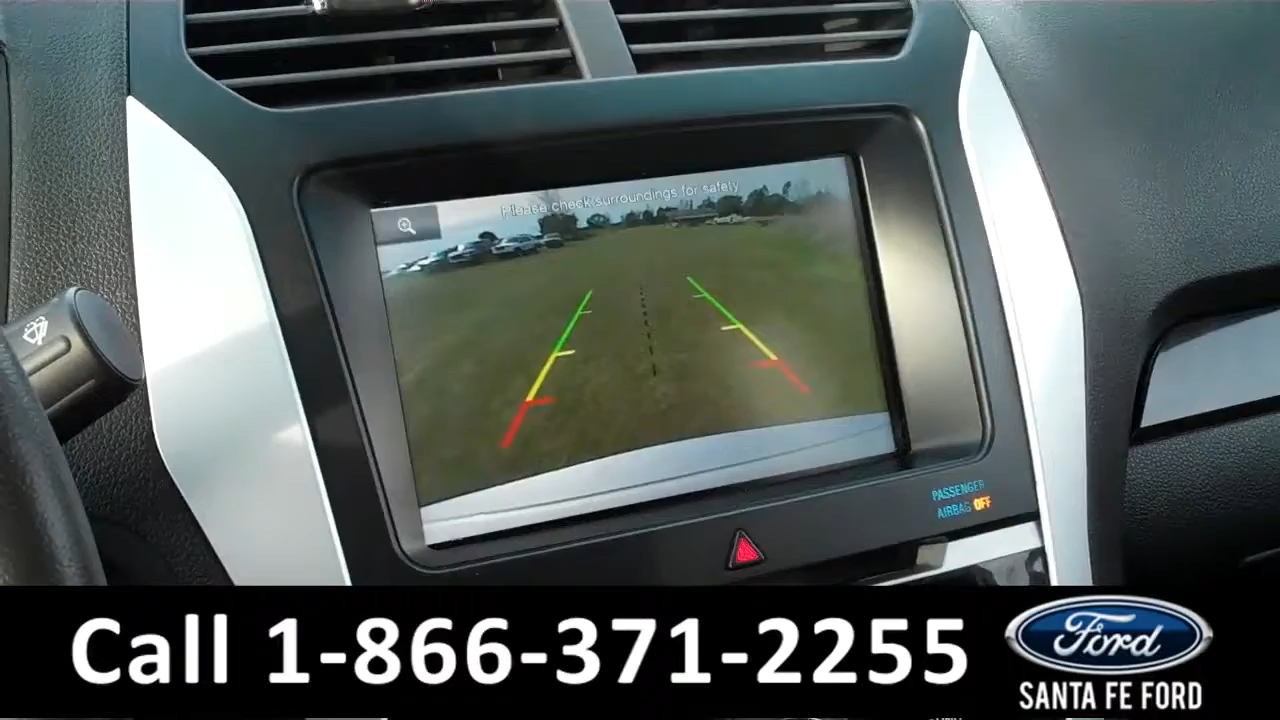 Please check surroundings for safety
PASSENGER
AIRBAG OFF
Call 1-866-371-2255
Ford
SANTA FE FORD